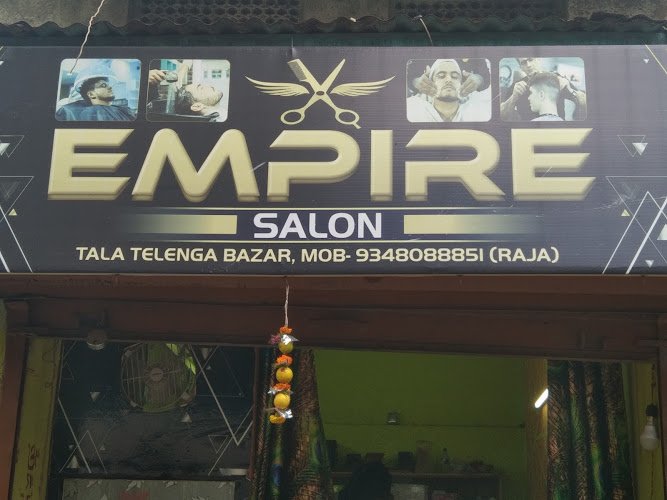 EMPIRE
SALON
TALA TELENGA BAZAR, MOB- 9348088851 (RAJA)